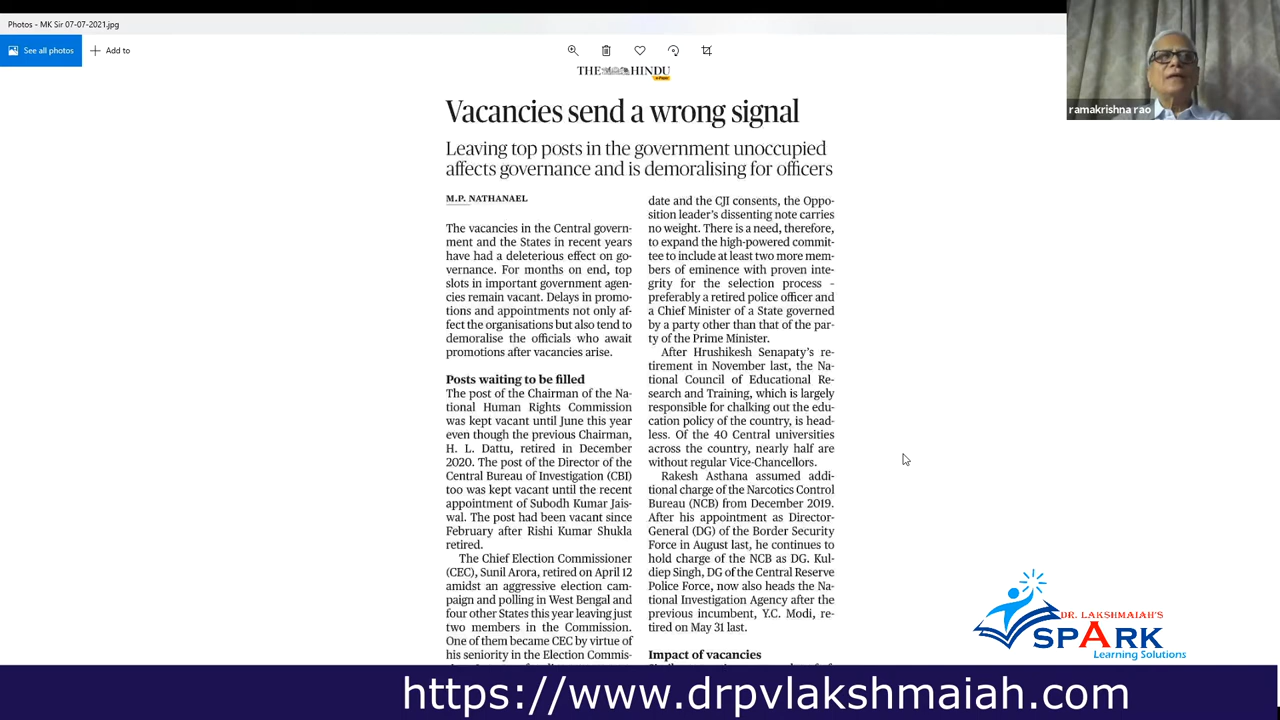 Photos - MK Sir 07-07-2021.jpg
See all photos
Add to
THE HINDU
ramakrishna rao
Vacancies send a wrong signal
Leaving top posts in the government unoccupied
affects governance and is demoralising for officers
M.P. NATHANAEL
The vacancies in the Central govern-
ment and the States in recent years
have had a deleterious effect on go-
vernance. For months on end, top
slots in important government agen-
cies remain vacant. Delays in promo-
tions and appointments not only af-
fect the organisations but also tend to
demoralise the officials who await
promotions after vacancies arise.
Posts waiting to be filled
The post of the Chairman of the Na-
tional Human Rights Commission
was kept vacant until June this year
even though the previous Chairman,
H. L. Dattu, retired in December
2020. The post of the Director of the
Central Bureau of Investigation (CBI)
too was kept vacant until the recent
appointment of Subodh Kumar Jais-
wal. The post had been vacant since
February after Rishi Kumar Shukla
retired.
The Chief Election Commissioner
(CEC), Sunil Arora, retired on April 12
amidst an aggressive election cam-
paign and polling in West Bengal and
four other States this year leaving just
two members in the Commission.
One of them became CEC by virtue of
his seniority in the Election Commis-
date and the CJI consents, the Oppo-
sition leader's dissenting note carries
no weight. There is a need, therefore,
to expand the high-powered commit-
tee to include at least two more mem-
bers of eminence with proven inte-
grity for the selection process -
preferably a retired police officer and
a Chief Minister of a State governed
by a party other than that of the par-
ty of the Prime Minister.
After Hrushikesh Senapaty's re-
tirement in November last, the Na-
tional Council of Educational Re-
search and Training, which is largely
responsible for chalking out the edu-
cation policy of the country, is head-
less. Of the 40 Central universities
across the country, nearly half are
without regular Vice-Chancellors.
Rakesh Asthana assumed addi-
tional charge of the Narcotics Control
Bureau (NCB) from December 2019.
After his appointment as Director-
General (DG) of the Border Security
Force in August last, he continues to
hold charge of the NCB as DG. Kul-
diep Singh, DG of the Central Reserve
Police Force, now also heads the Na-
tional Investigation Agency after the
previous incumbent, Y.C. Modi, re-
tired on May 31 last.
Impact of vacancies
DR. LAKSHMAIAH'S
SPARK
Learning Solutions
https://www.drpvlakshmaiah.com